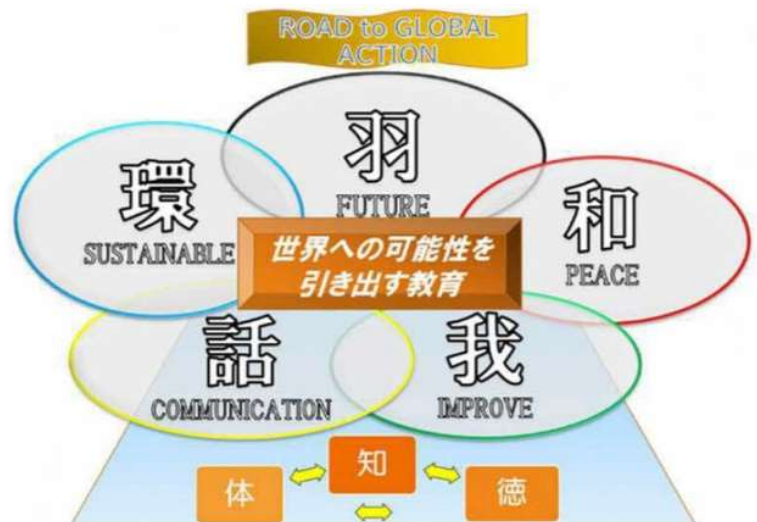 ROAD to GLOBAL
ACTION
羽
FUTURE
環
SUSTAINABLE
和
PEACE
世界への可能性を
引き出す教育
話
COMMUNICATION
我
IMPROVE
知
体
徳